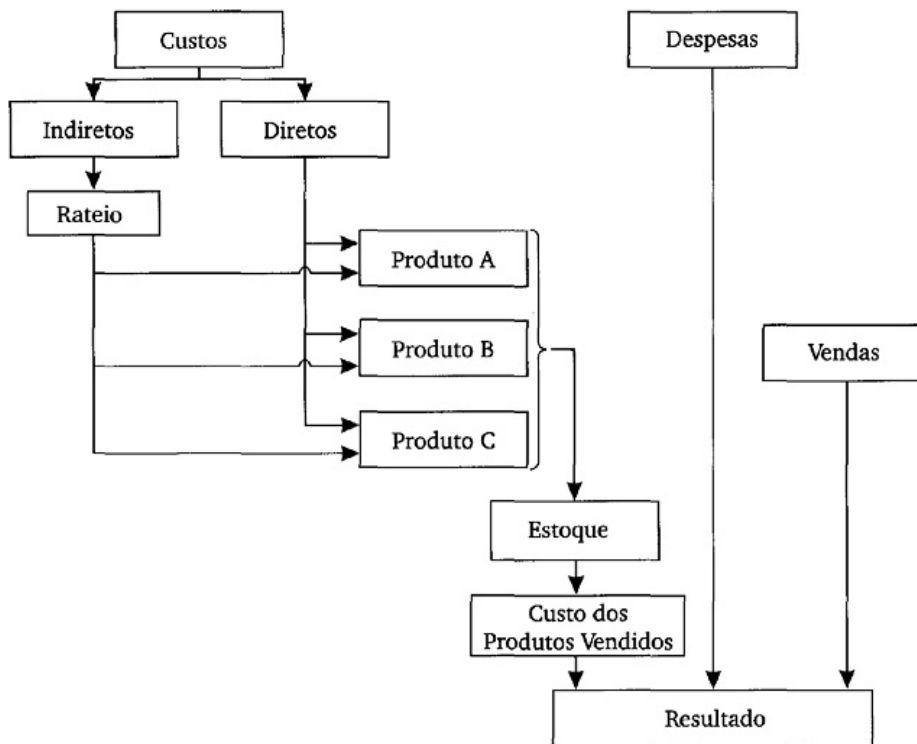 Custos
Despesas
Indiretos
Diretos
Rateio
Produto A
Produto B
Vendas
Produto C
Estoque
Custo dos
Produtos Vendidos
Resultado